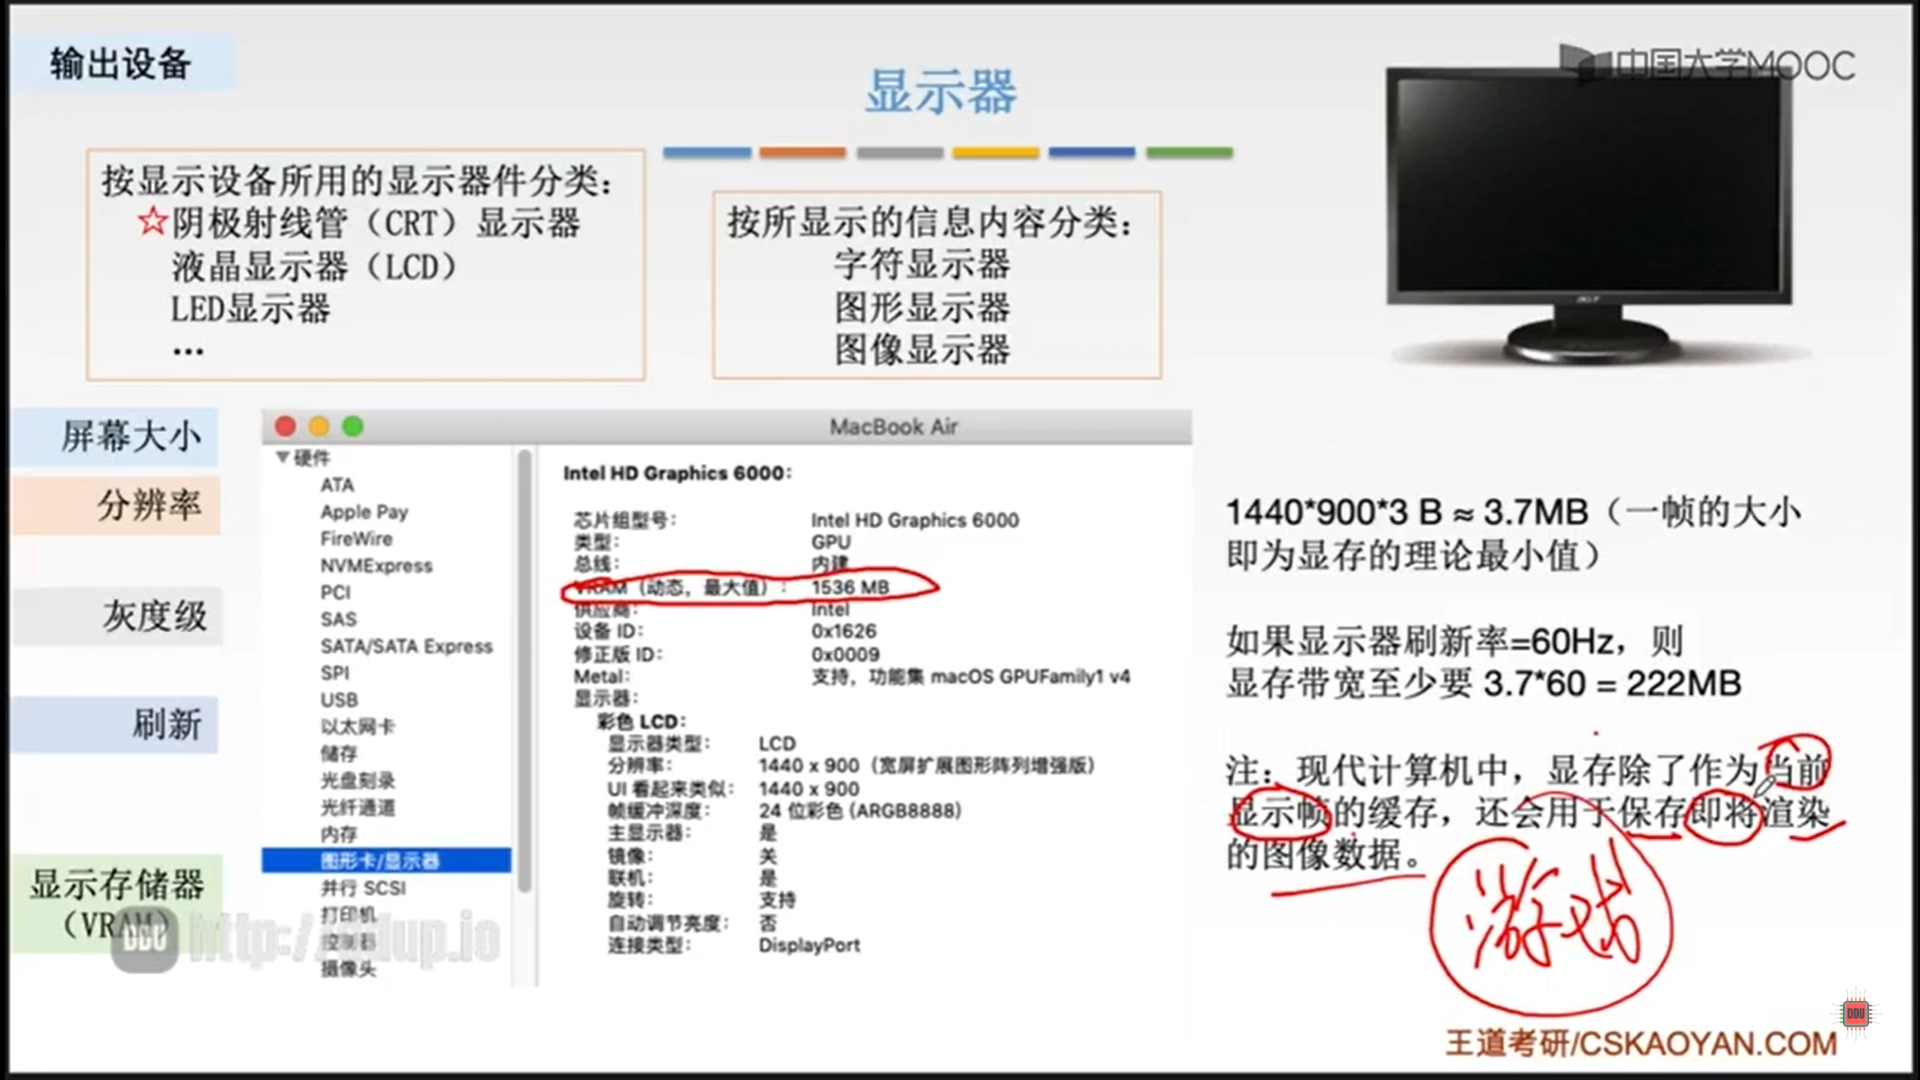 输出设备
中国大学MOOC
显示器
按显示设备所用的显示器件分类：
☆阴极射线管（CRT）显示器
液晶显示器（LCD）
LED显示器
…
按所显示的信息内容分类：
字符显示器
图形显示器
图像显示器
acer
屏幕大小
分辨率
灰度级
刷新
显示存储器
（VRAM）
MacBook Air
硬件
ATA
Apple Pay
FireWire
NVMExpress
PCI
SAS
SATA/SATA Express
SPI
USB
以太网卡
储存
光盘刻录
光纤通道
内存
图形卡/显示器
并行 SCSI
打印机
控制器
摄像头
Intel HD Graphics 6000：
芯片组型号： Intel HD Graphics 6000
类型： GPU
总线： 内建
VRAM（动态，最大值）： 1536 MB
供应商： Intel
设备 ID： 0x1626
修正版 ID： 0x0009
Metal： 支持，功能集 macOS GPUFamily1 v4
显示器：
彩色 LCD：
显示器类型： LCD
分辨率： 1440 x 900（宽屏扩展图形阵列增强版）
UI 看起来类似： 1440 x 900
帧缓冲深度： 24 位彩色 (ARGB8888)
主显示器： 是
镜像： 关
联机： 是
旋转： 支持
自动调节亮度： 否
连接类型： DisplayPort
1440*900*3 B ≈ 3.7MB（一帧的大小
即为显存的理论最小值）
如果显示器刷新率=60Hz，则
显存带宽至少要 3.7*60 = 222MB
注：现代计算机中，显存除了作为当前
显示帧的缓存，还会用于保存即将渲染
的图像数据。
游戏
DDU
DDU
王道考研/CSKAOYAN.COM